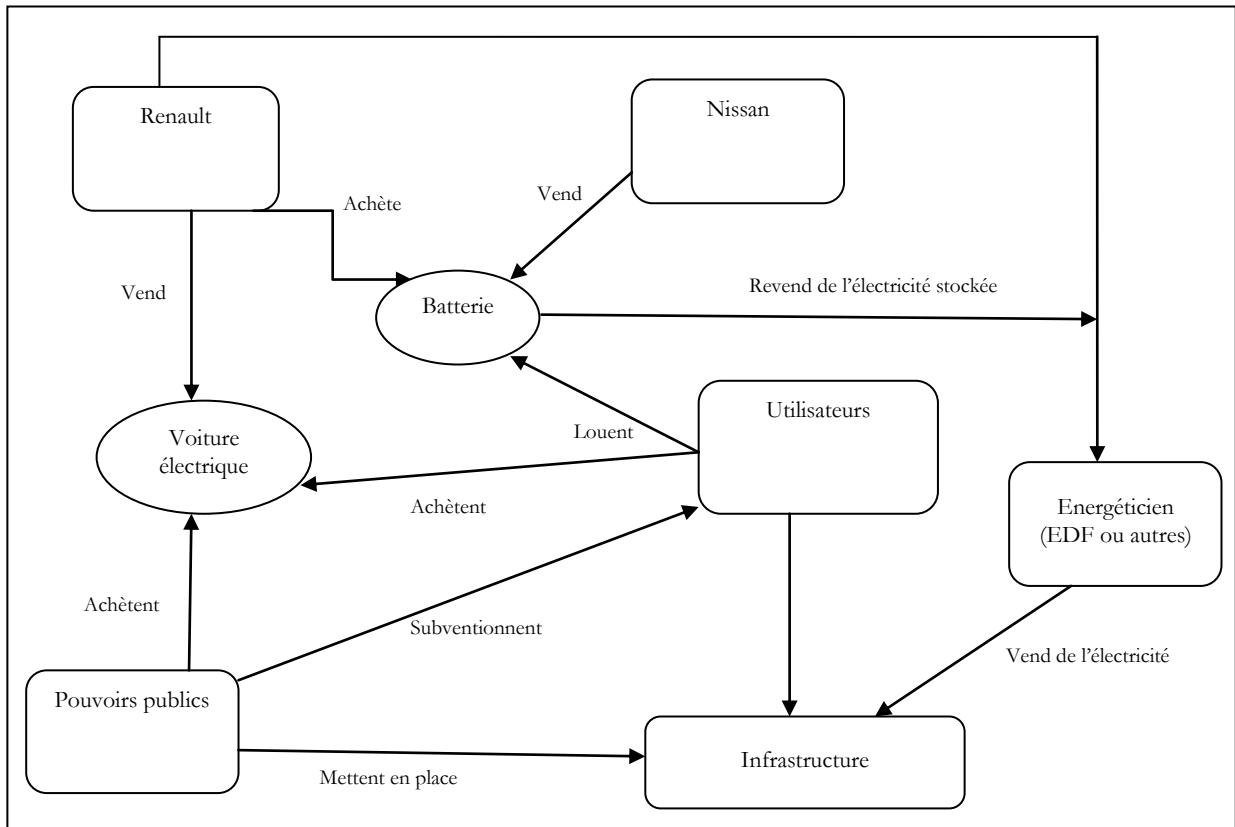 Renault
Nissan
Achète
Vend
Vend
Batterie
Revend de l'électricité stockée
Utilisateurs
Voiture
électrique
Louent
Achètent
Energéticien
(EDF ou autres)
Achètent
Subventionnent
Vend de l'électricité
Pouvoirs publics
Mettent en place
Infrastructure